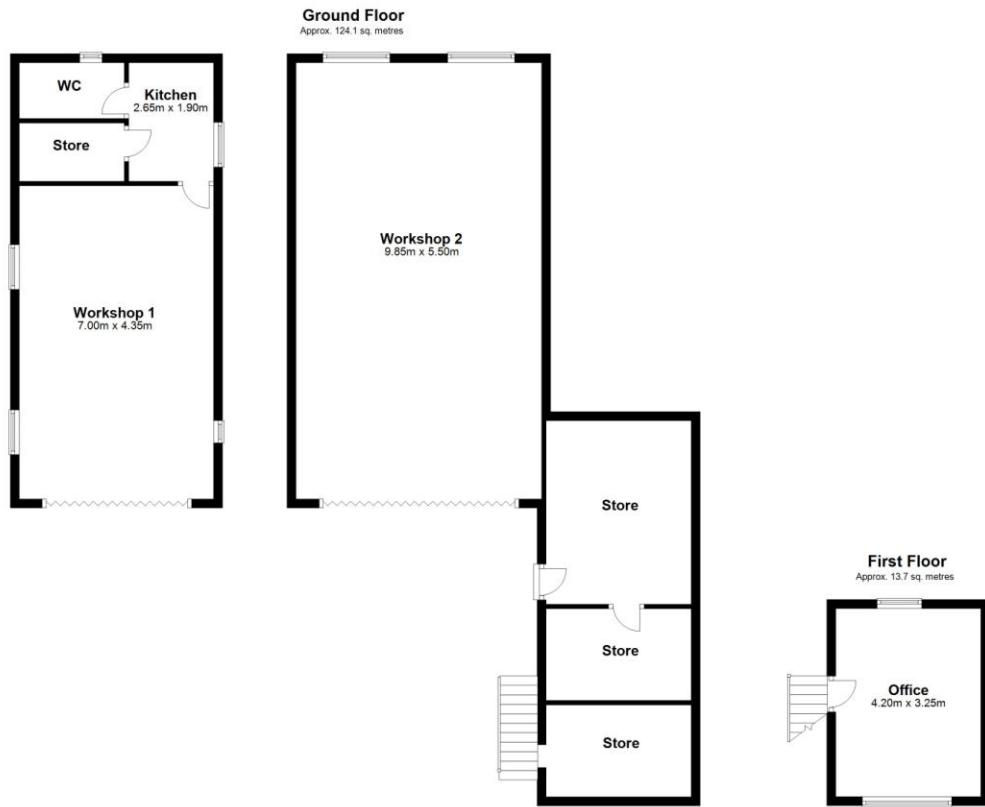 Ground Floor
Approx. 124.1 sq. metres
WC
Kitchen
2.65m x 1.90m
Store
Workshop 1
7.00m x 4.35m
Workshop 2
9.85m x 5.50m
Store
Store
Store
First Floor
Approx. 13.7 sq. metres
Office
4.20m x 3.25m